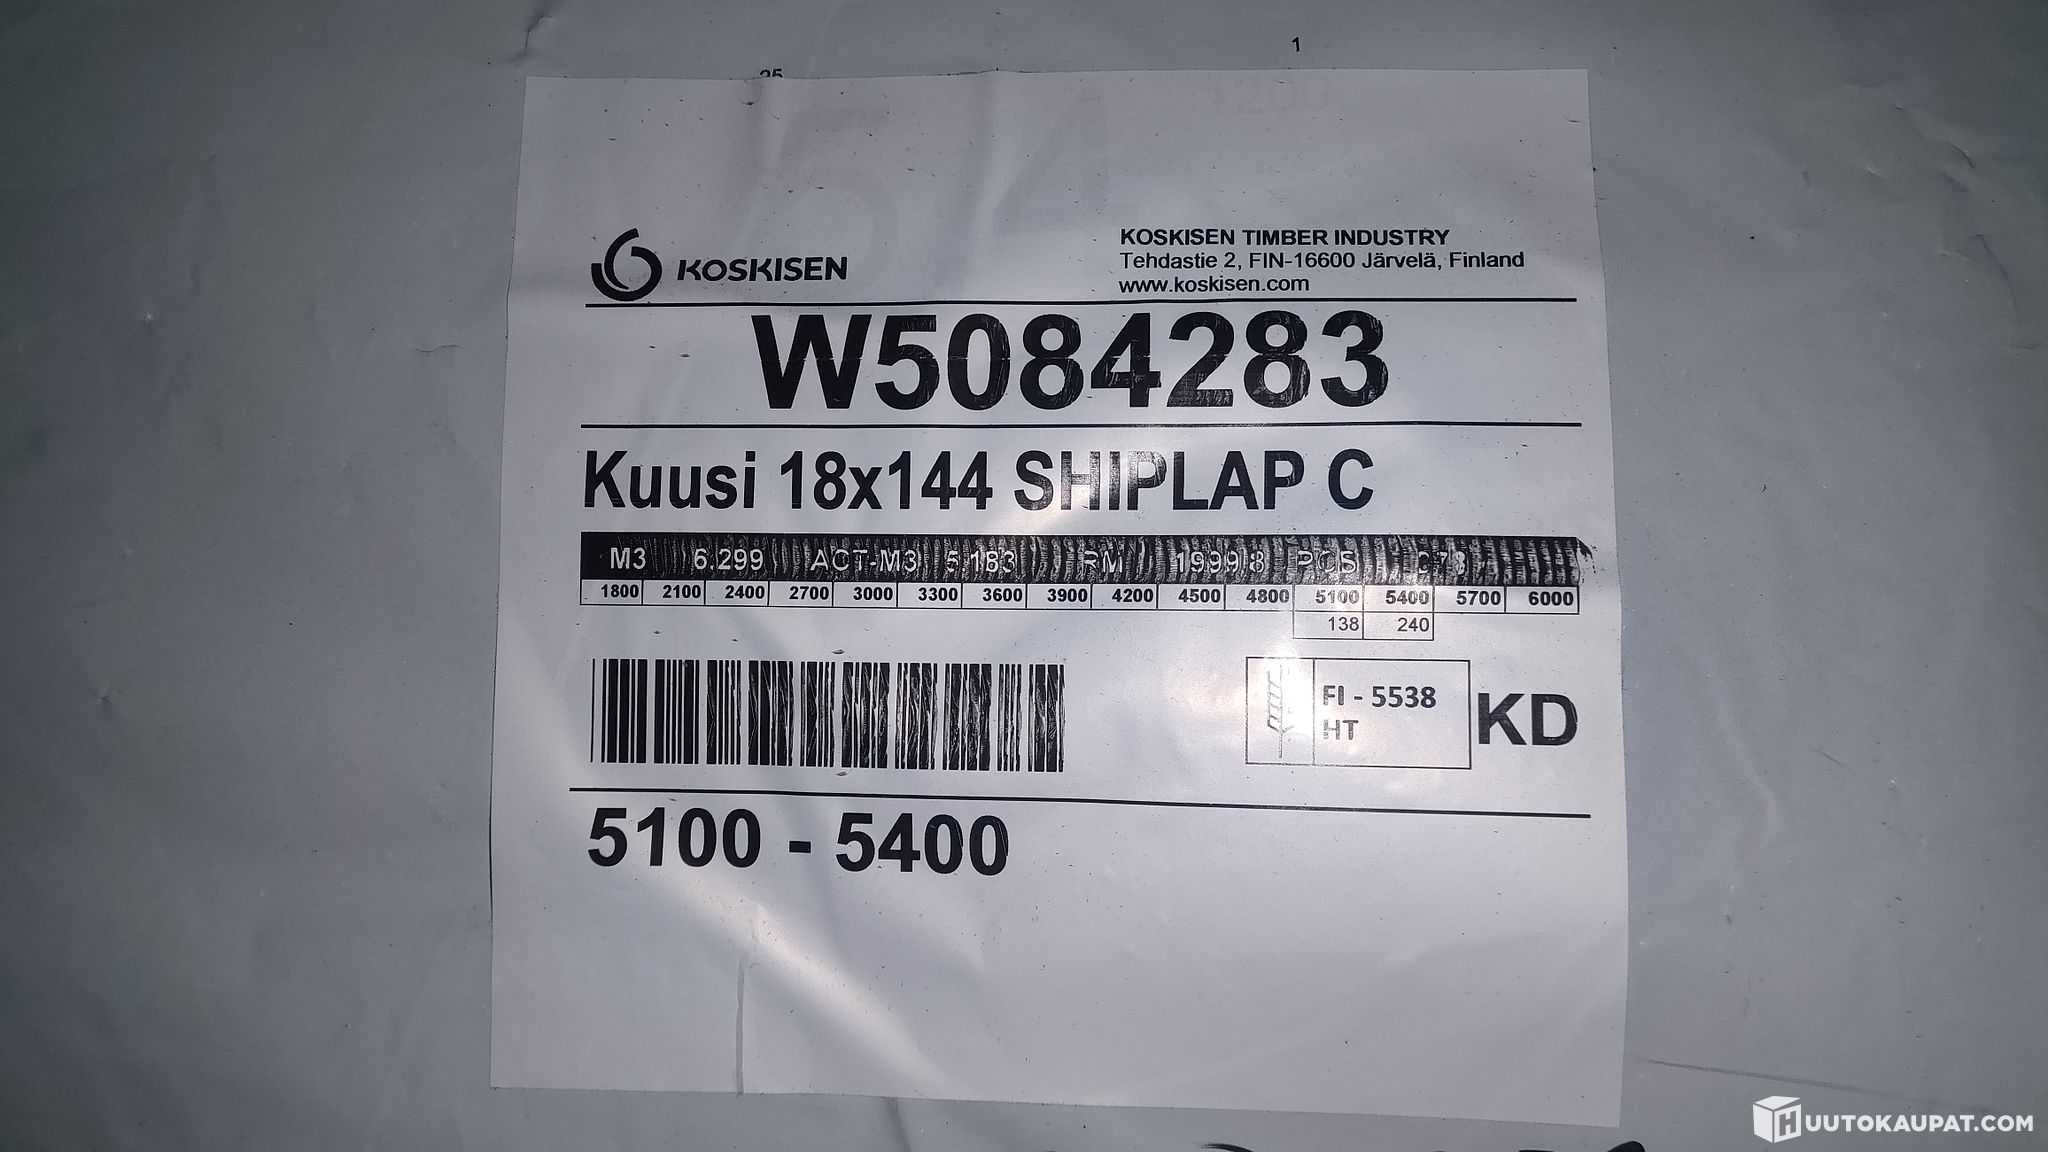 1
KOSKISEN
KOSKISEN TIMBER INDUSTRY
Tehdastie 2, FIN-16600 Järvelä, Finland
www.koskisen.com
W5084283
Kuusi 18x144 SHIPLAP C
M3 6.299 ACT-M3 5.183 RM 1999.8 PCS
1800 2100 2400 2700 3000 3300 3600 3900 4200 4500 4800 5100 5400 5700 6000
138 240
FI - 5538
HT
KD
5100 - 5400
HUUTOKAUPAT.COM